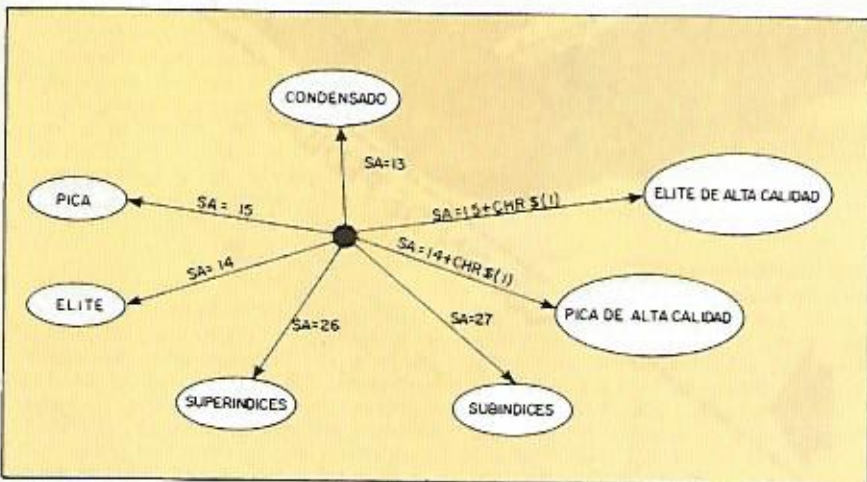 CONDENSADO
SA=13
PICA
SA= 15
SA=15+CHR $(1)
ELITE DE ALTA CALIDAD
SA=14
SA=14+CHR $(1)
ELITE
PICA DE ALTA CALIDAD
SA=26
SA=27
SUPERINDICES
SUBINDICES